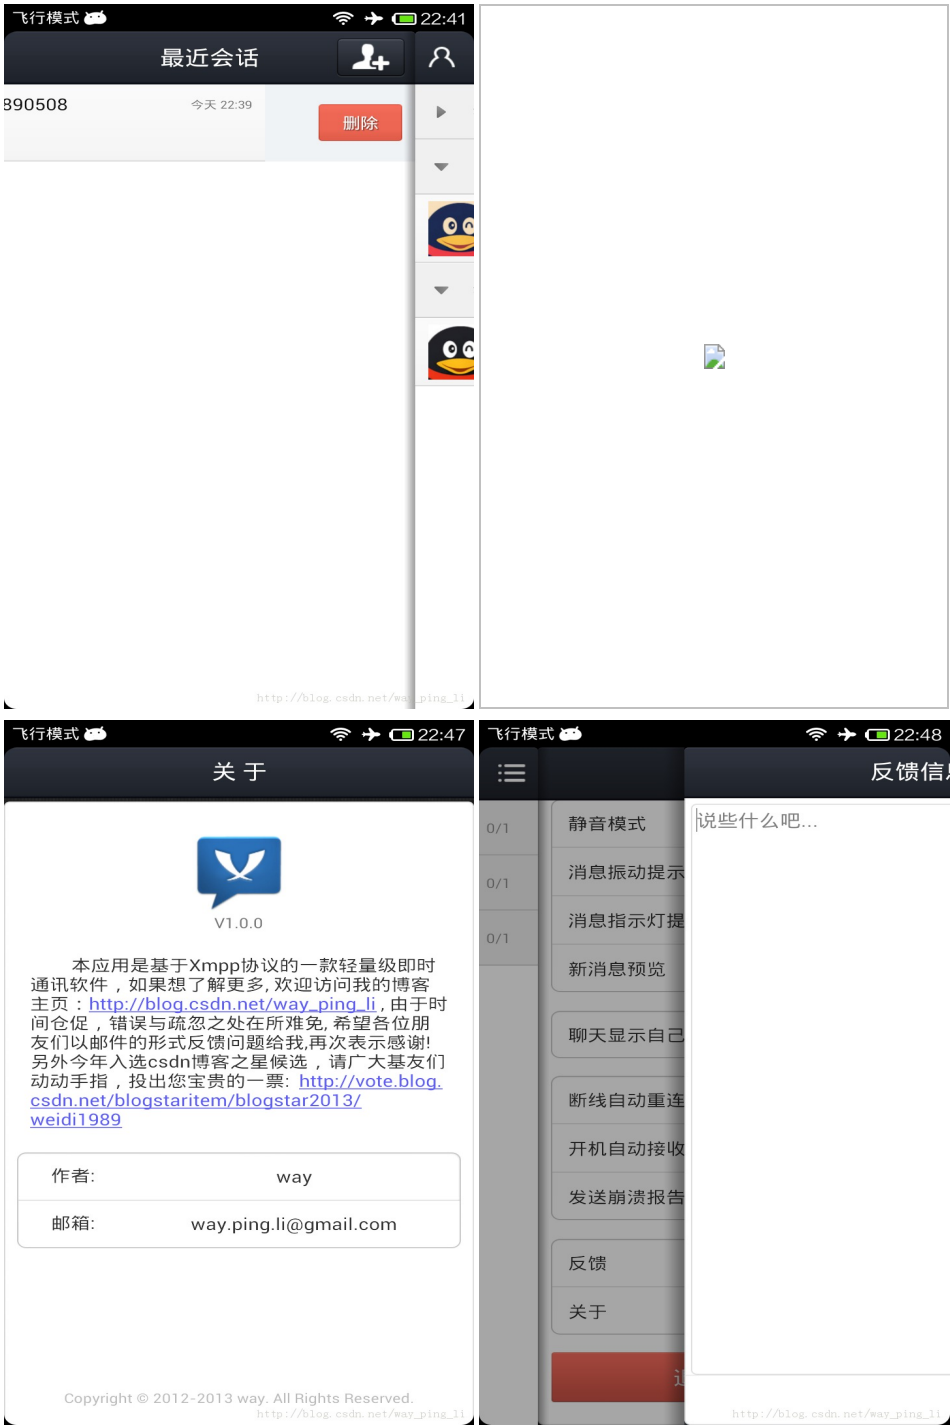 飞行模式 22:41
最近会话
890508 今天 22:39
删除
http://blog.csdn.net/way_ping_li
飞行模式 22:47
关 于
V1.0.0
本应用是基于Xmpp协议的一款轻量级即时
通讯软件，如果想了解更多, 欢迎访问我的博客
主页：http://blog.csdn.net/way_ping_li , 由于时
间仓促，错误与疏忽之处在所难免, 希望各位朋
友们以邮件的形式反馈问题给我,再次表示感谢!
另外今年入选csdn博客之星候选，请广大基友们
动动手指，投出您宝贵的一票: http://vote.blog.
csdn.net/blogstaritem/blogstar2013/
weidi1989
作者: way
邮箱: way.ping.li@gmail.com
Copyright © 2012-2013 way. All Rights Reserved.
http://blog.csdn.net/way_ping_li
飞行模式 22:48
反馈信
说些什么吧...
0/1
0/1
0/1
静音模式
消息振动提示
消息指示灯提
新消息预览
聊天显示自己
断线自动重连
开机自动接收
发送崩溃报告
反馈
关于
http://blog.csdn.net/way_ping_li